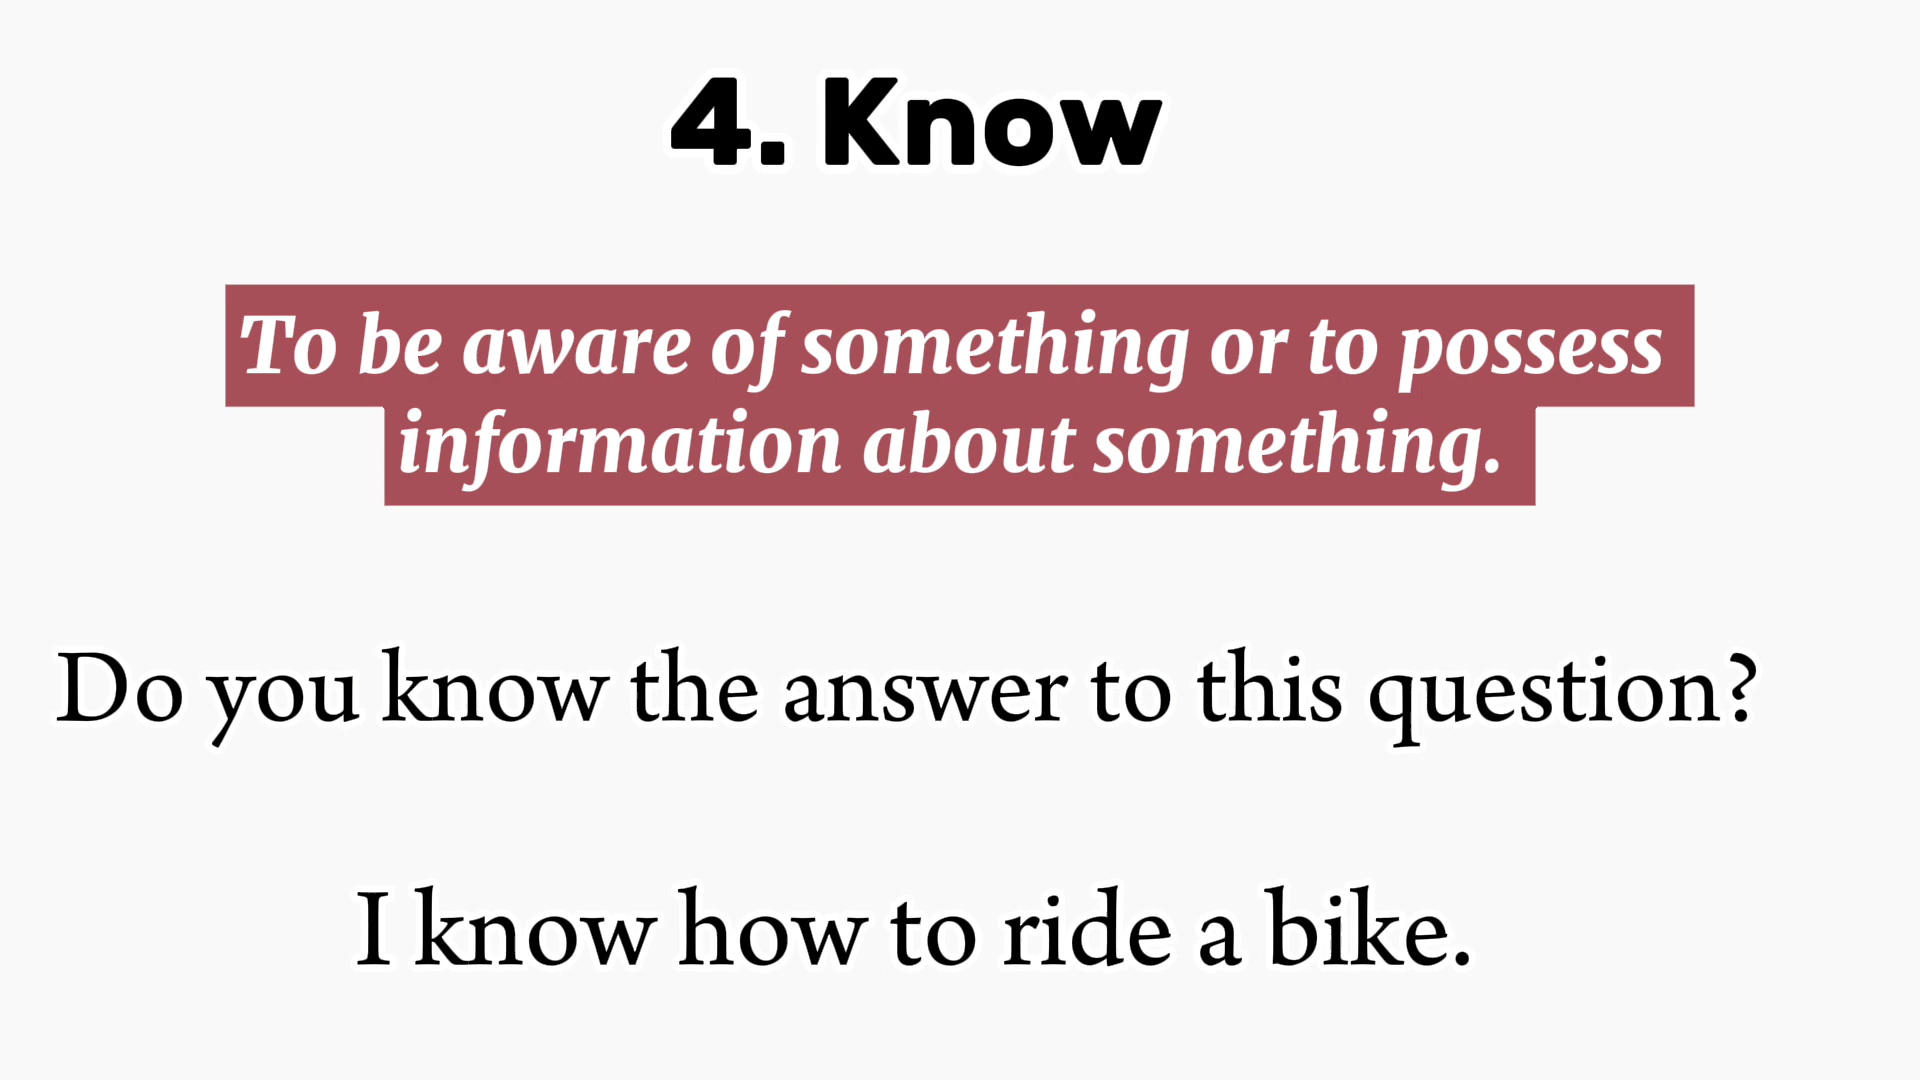 4. Know
To be aware of something or to possess
information about something.
Do you know the answer to this question?
I know how to ride a bike.